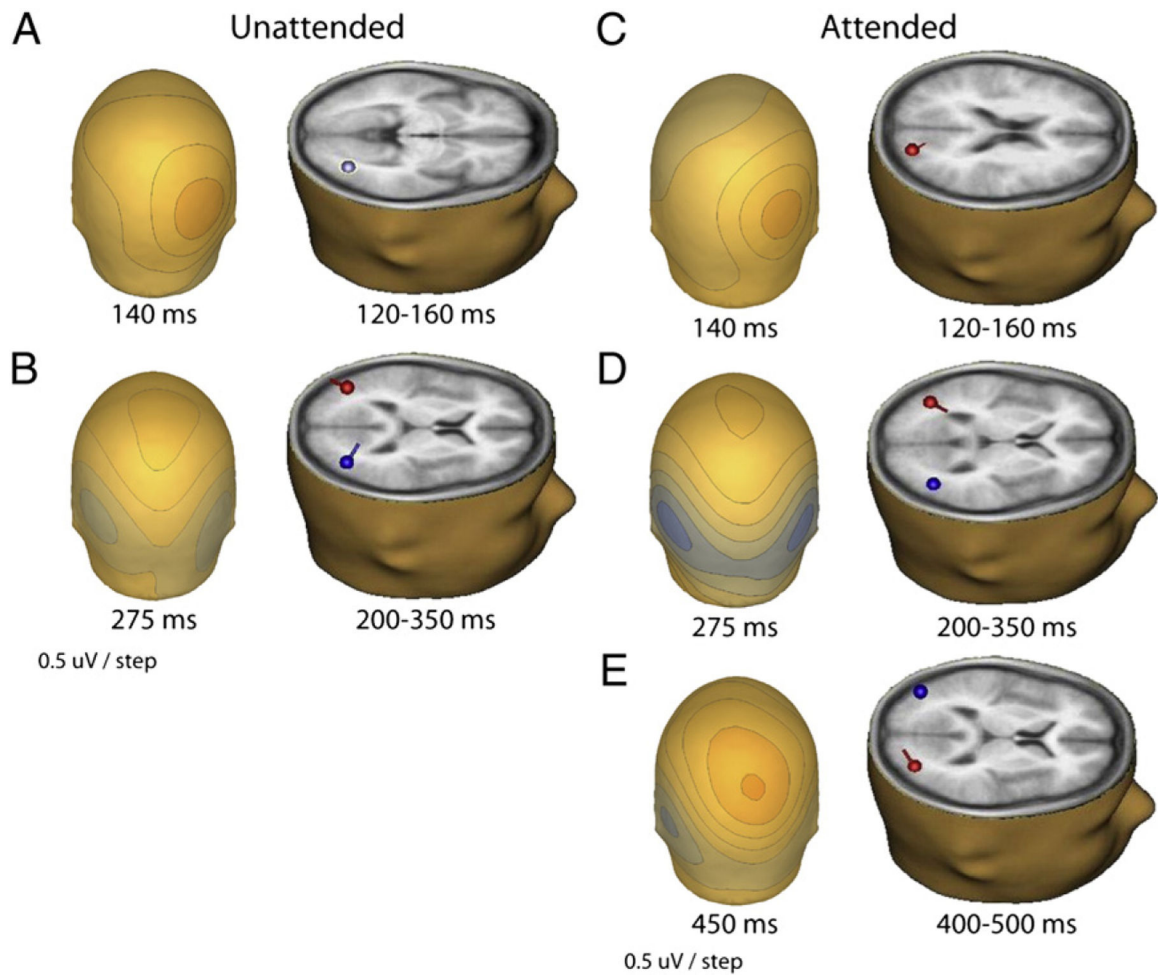 A
Unattended
140 ms
120-160 ms
B
275 ms
200-350 ms
0.5 uV / step
C
Attended
140 ms
120-160 ms
D
275 ms
200-350 ms
E
450 ms
400-500 ms
0.5 uV / step